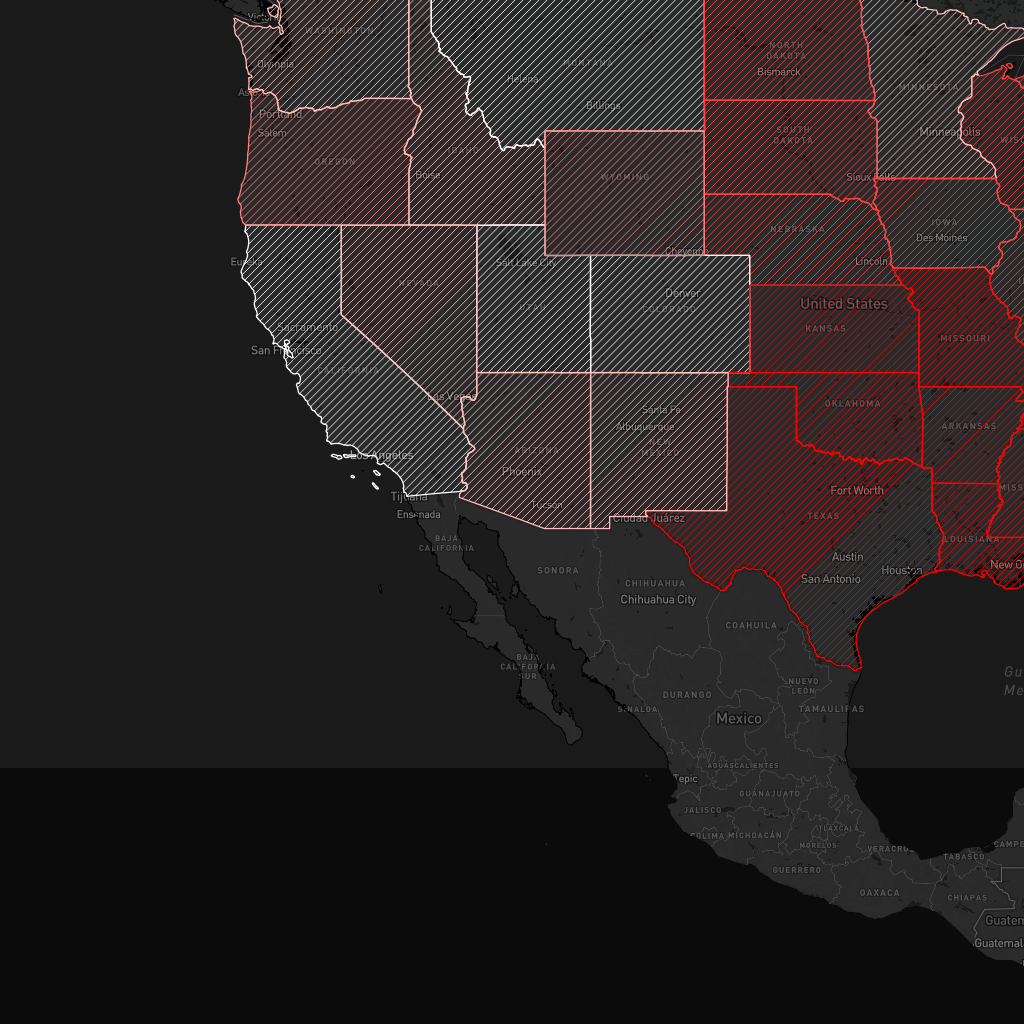 Victoria
WASHINGTON
NORTH
DAKOTA
Olympia
MONTANA
Helena
Bismarck
MINNESOTA
Billings
Portland
Salem
SOUTH
DAKOTA
Minneapolis
WISC
IDAHO
OREGON
Boise
WYOMING
Sioux Falls
IOWA
NEBRASKA
Des Moines
Cheyenne
Eureka
Salt Lake City
Lincoln
NEVADA
Denver
UTAH
COLORADO
United States
Sacramento
KANSAS
MISSOURI
San Francisco
CALIFORNIA
Las Vegas
OKLAHOMA
Santa Fe
Albuquerque
ARKANSAS
NEW
MEXICO
ARIZONA
Los Angeles
Phoenix
Fort Worth
MISS
Tijuana
Tucson
Ensenada
Ciudad Juárez
TEXAS
BAJA
CALIFORNIA
LOUISIANA
Austin
New O
SONORA
Houston
San Antonio
CHIHUAHUA
Chihuahua City
COAHUILA
BAJA
CALIFORNIA
SUR
Gu
Me
NUEVO
LEÓN
DURANGO
SINALOA
TAMAULIPAS
Mexico
AGUASCALIENTES
Tepic
GUANAJUATO
JALISCO
TLAXCALA
COLIMA
MICHOACÁN
MORELOS
VERACRUZ
CAMPE
TABASCO
GUERRERO
OAXACA
CHIAPAS
Guatem
Guatemal